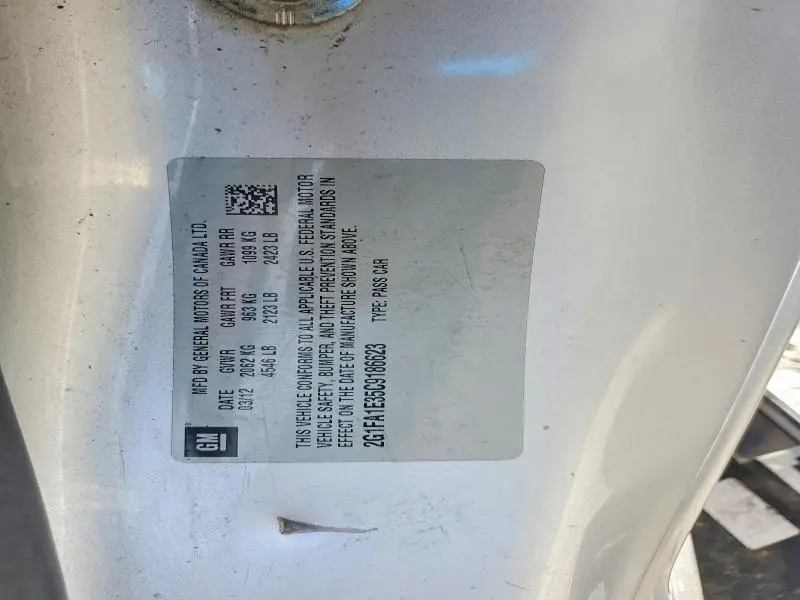 GM
MFD BY GENERAL MOTORS OF CANADA LTD.
DATE GVWR GAWR FRT GAWR RR
03/12 2062 KG 963 KG 1099 KG
4546 LB 2123 LB 2423 LB
THIS VEHICLE CONFORMS TO ALL APPLICABLE U.S. FEDERAL MOTOR
VEHICLE SAFETY, BUMPER, AND THEFT PREVENTION STANDARDS IN
EFFECT ON THE DATE OF MANUFACTURE SHOWN ABOVE.
2G1FA1E35C9186623 TYPE: PASS CAR